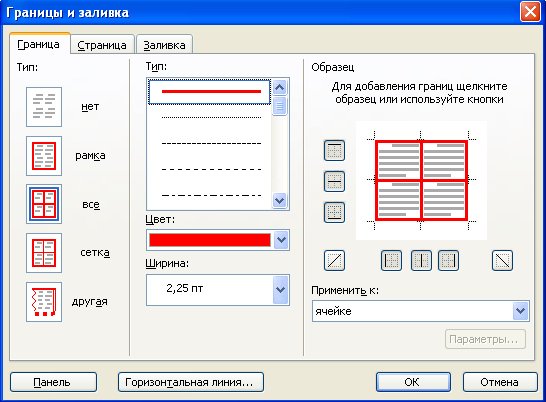 Границы и заливка
Граница
Страница
Заливка
Тип:
нет
рамка
все
сетка
другая
Тип:
Цвет:
Ширина:
2,25 пт
Образец
Для добавления границ щелкните
образец или используйте кнопки
Применить к:
ячейке
Параметры...
Панель
Горизонтальная линия...
ОК
Отмена